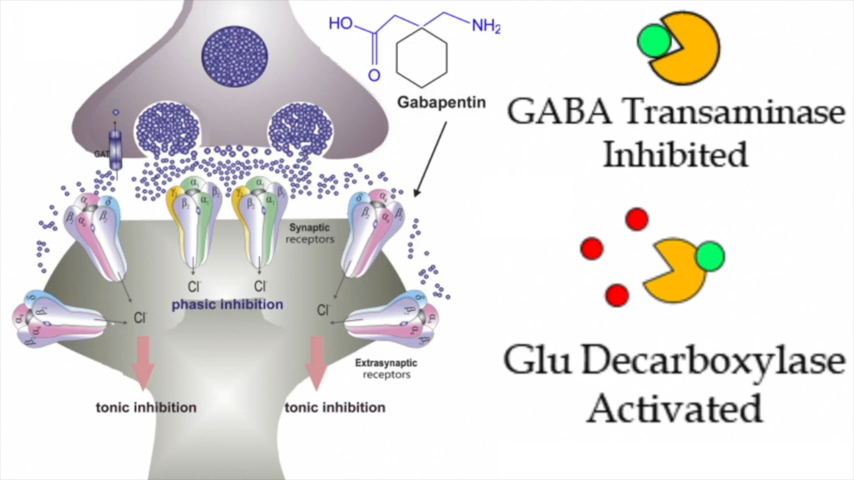 HO
NH₂
O
Gabapentin
GABA Transaminase
Inhibited
GAT
Synaptic
receptors
Cl⁻
Cl⁻
phasic inhibition
Cl⁻
Cl⁻
Glu Decarboxylase
Activated
Extrasynaptic
receptors
tonic inhibition
tonic inhibition